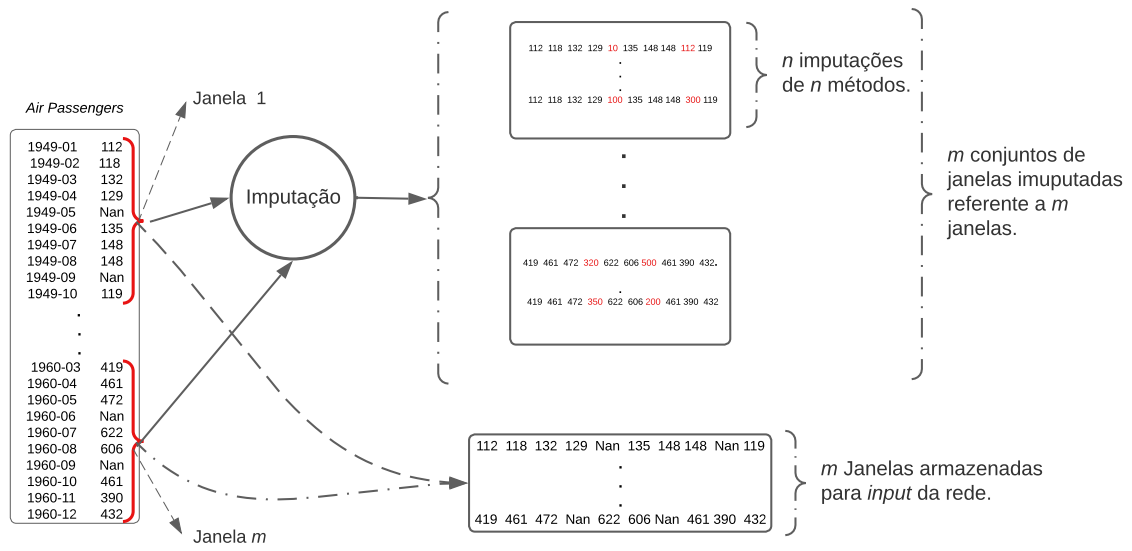 Air Passengers
1949-01 112
1949-02 118
1949-03 132
1949-04 129
1949-05 Nan
1949-06 135
1949-07 148
1949-08 148
1949-09 Nan
1949-10 119
.
.
.
1960-03 419
1960-04 461
1960-05 472
1960-06 Nan
1960-07 622
1960-08 606
1960-09 Nan
1960-10 461
1960-11 390
1960-12 432
Janela 1
Janela m
Imputação
112 118 132 129 10 135 148 148 112 119
.
.
.
112 118 132 129 100 135 148 148 300 119
.
.
.
419 461 472 320 622 606 500 461 390 432.
.
419 461 472 350 622 606 200 461 390 432
n imputações
de n métodos.
m conjuntos de
janelas imuputadas
referente a m
janelas.
112 118 132 129 Nan 135 148 148 Nan 119
.
.
.
419 461 472 Nan 622 606 Nan 461 390 432
m Janelas armazenadas
para input da rede.